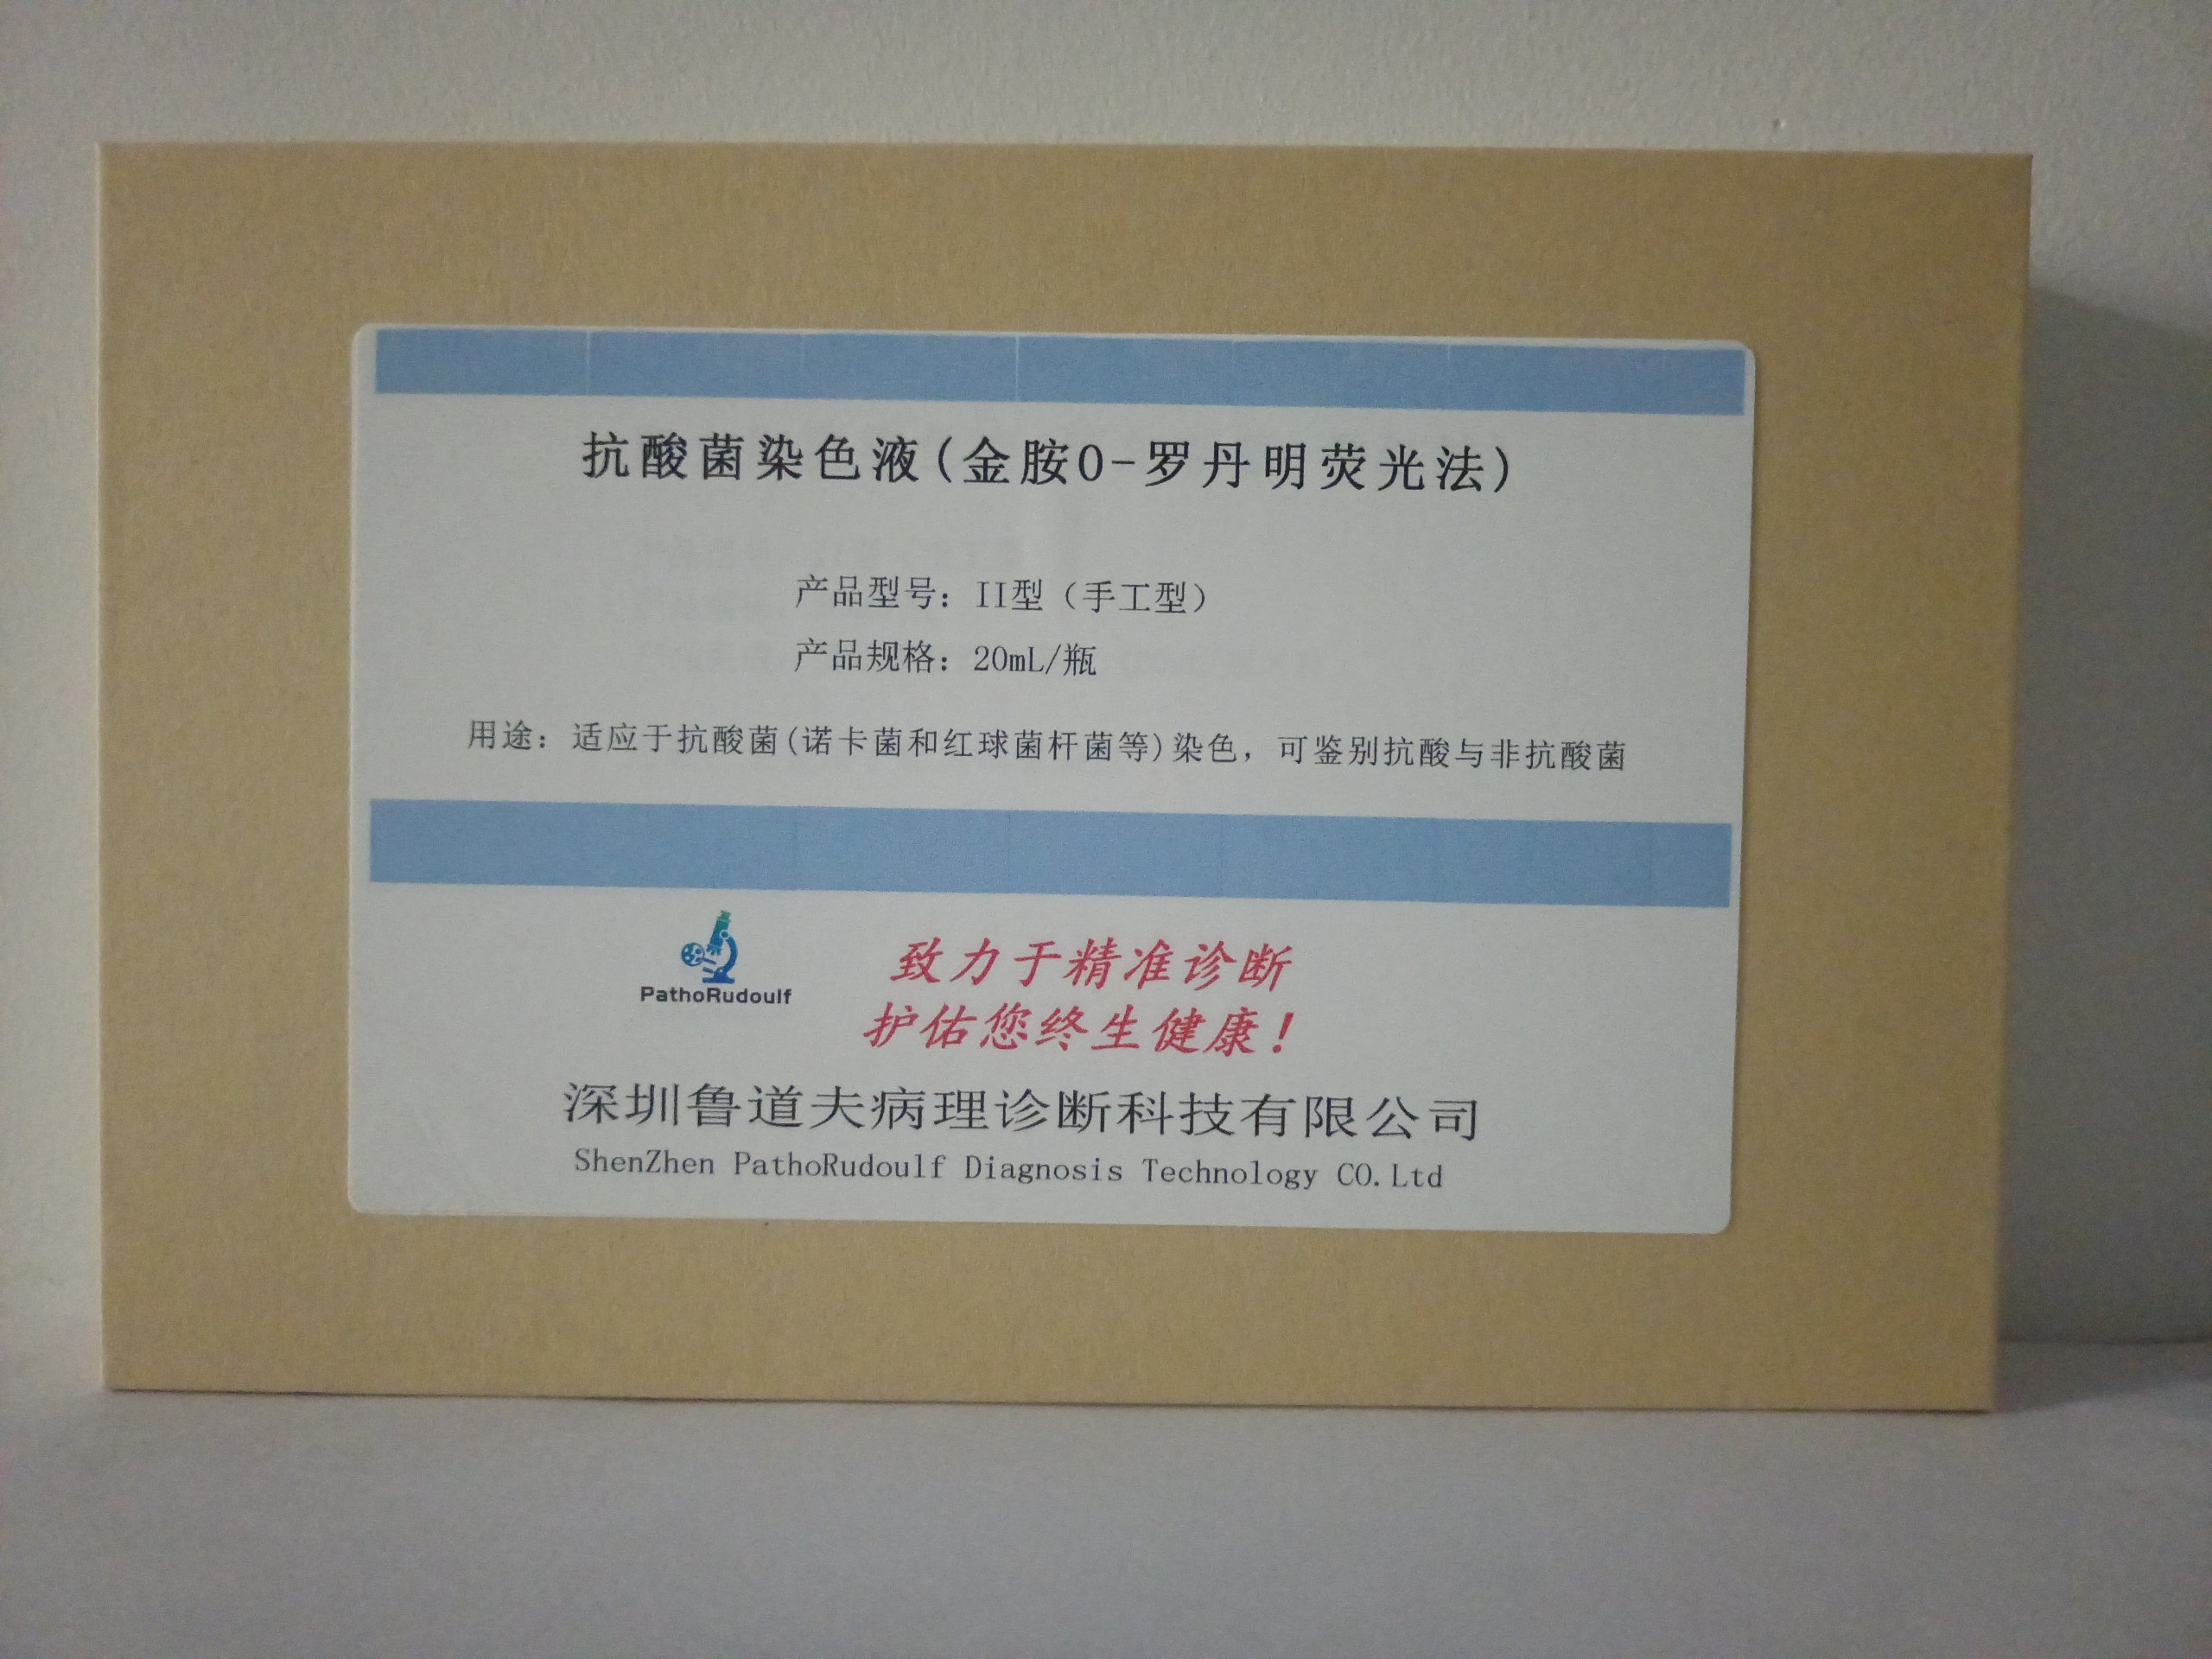 抗酸菌染色液(金胺O-罗丹明荧光法)
产品型号：II型（手工型）
产品规格：20mL/瓶
用途：适应于抗酸菌(诺卡菌和红球菌杆菌等)染色，可鉴别抗酸与非抗酸菌
PathoRudoulf
致力于精准诊断
护佑您终生健康！
深圳鲁道夫病理诊断科技有限公司
ShenZhen PathoRudoulf Diagnosis Technology CO.Ltd